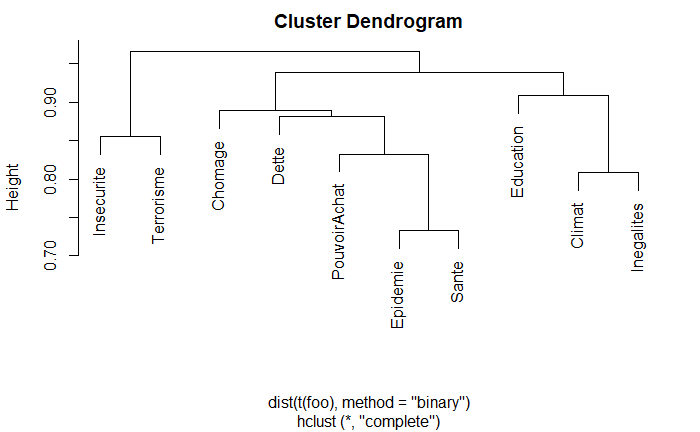 Cluster Dendrogram
Height
0.90
0.80
0.70
Insecurite
Terrorisme
Chomage
Dette
PouvoirAchat
Epidemie
Sante
Education
Climat
Inegalites
dist(t(foo), method = "binary")
hclust (*, "complete")